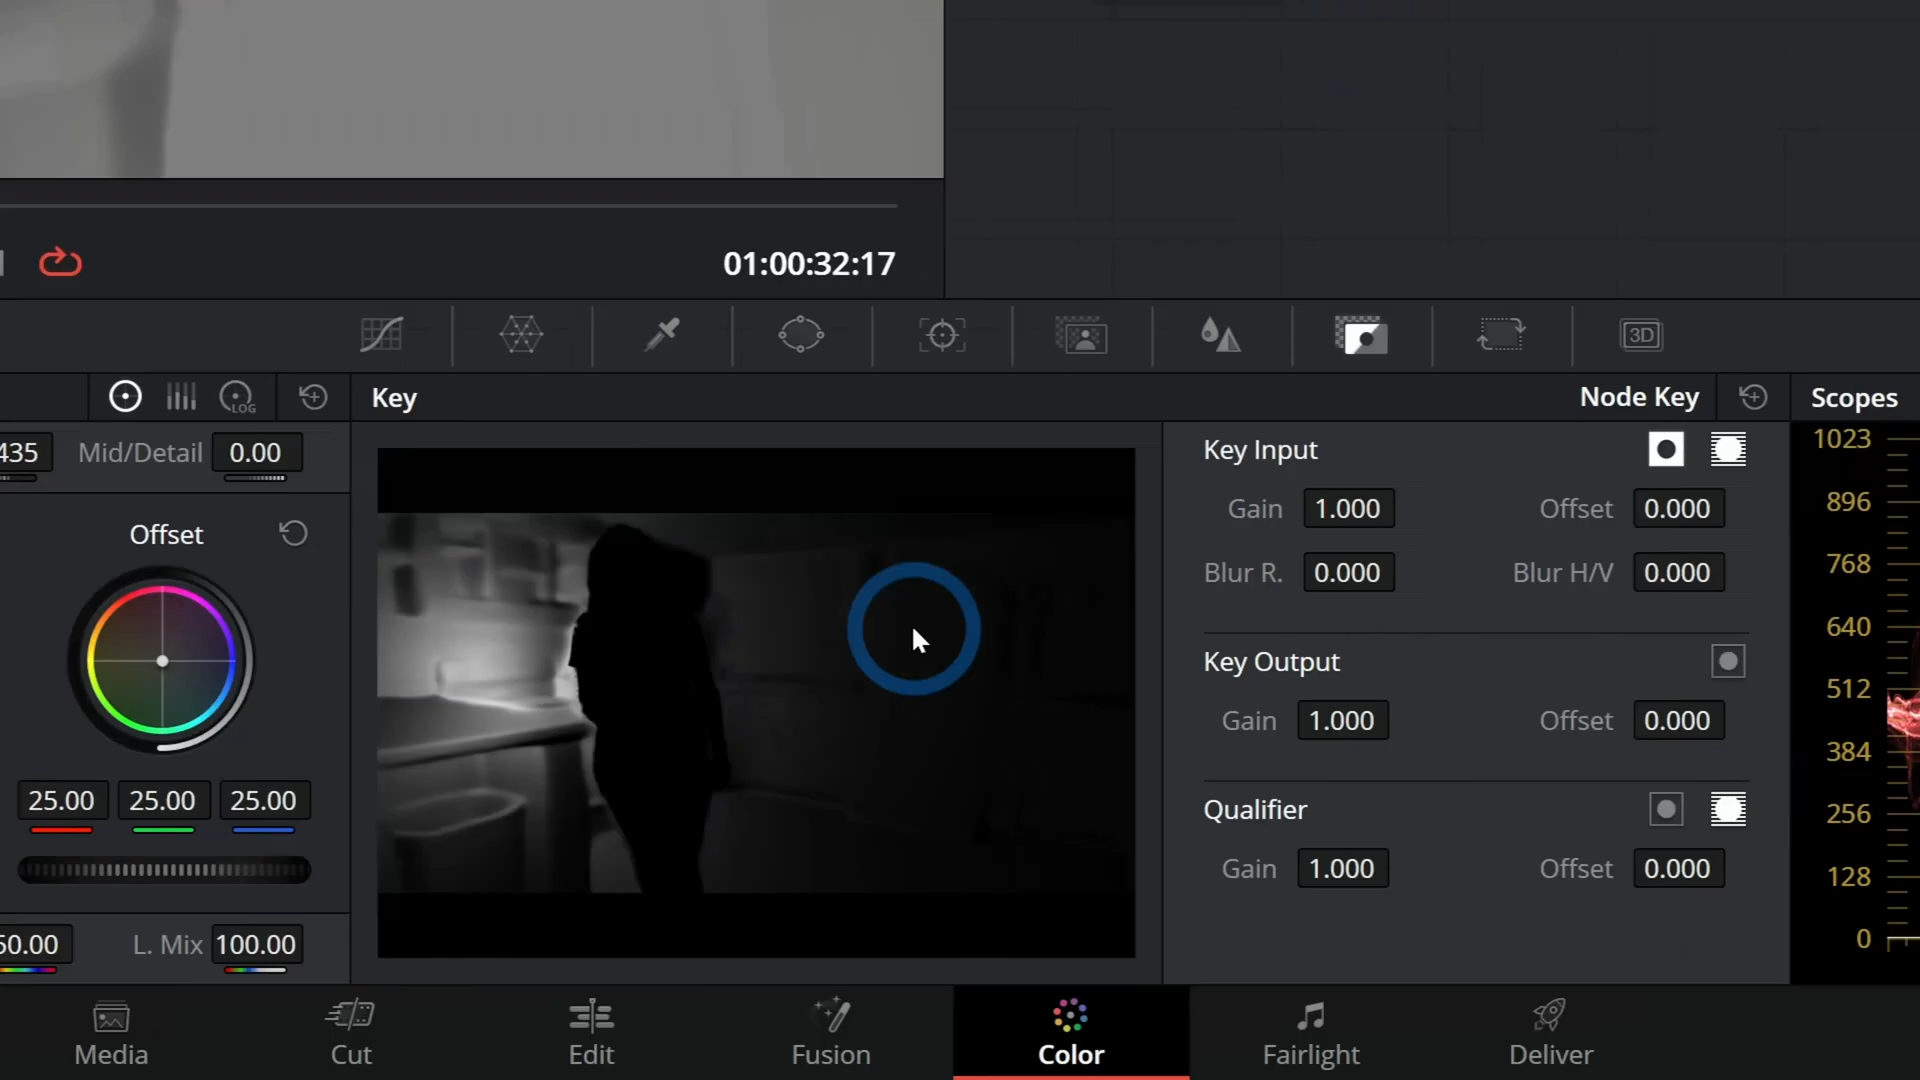 01:00:32:17
3D
LOG
Key
Node Key
Scopes
435
Mid/Detail 0.00
Offset
25.00 25.00 25.00
50.00
L. Mix 100.00
Key Input
Gain 1.000 Offset 0.000
Blur R. 0.000 Blur H/V 0.000
Key Output
Gain 1.000 Offset 0.000
Qualifier
Gain 1.000 Offset 0.000
1023
896
768
640
512
384
256
128
0
Media
Cut
Edit
Fusion
Color
Fairlight
Deliver